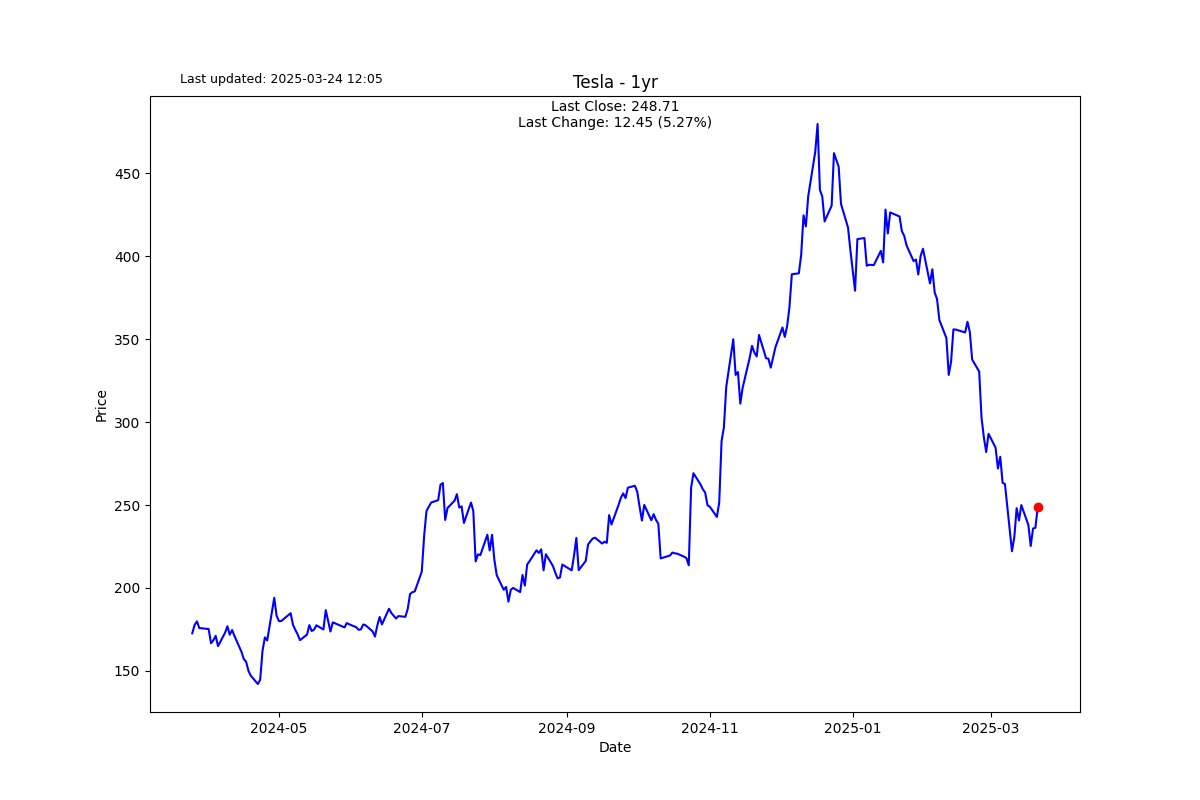 Last updated: 2025-03-24 12:05
Tesla - 1yr
Last Close: 248.71
Last Change: 12.45 (5.27%)
450
400
350
300
250
200
150
Price
2024-05
2024-07
2024-09
2024-11
2025-01
2025-03
Date